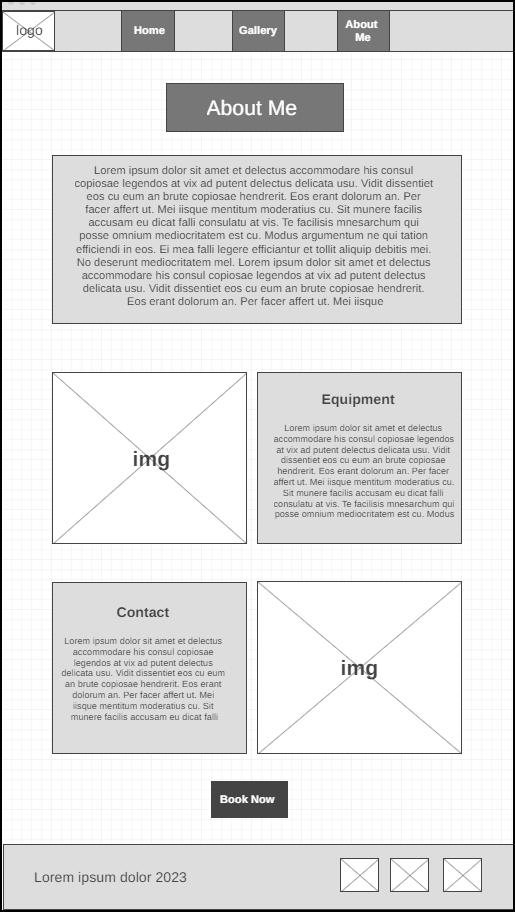 logo
Home
Gallery
About
Me
About Me
Lorem ipsum dolor sit amet et delectus accommodare his consul
copiosae legendos at vix ad putent delectus delicata usu. Vidit dissentiet
eos cu eum an brute copiosae hendrerit. Eos erant dolorum an. Per
facer affert ut. Mei iisque mentitum moderatius cu. Sit munere facilis
accusam eu dicat falli consulatu at vis. Te facilisis mnesarchum qui
posse omnium mediocritatem est cu. Modus argumentum ne qui tation
efficiendi in eos. Ei mea falli legere efficiantur et tollit aliquip debitis mei.
No deserunt mediocritatem mel. Lorem ipsum dolor sit amet et delectus
accommodare his consul copiosae legendos at vix ad putent delectus
delicata usu. Vidit dissentiet eos cu eum an brute copiosae hendrerit.
Eos erant dolorum an. Per facer affert ut. Mei iisque
img
Equipment
Lorem ipsum dolor sit amet et delectus
accommodare his consul copiosae legendos
at vix ad putent delectus delicata usu. Vidit
dissentiet eos cu eum an brute copiosae
hendrerit. Eos erant dolorum an. Per facer
affert ut. Mei iisque mentitum moderatius cu.
Sit munere facilis accusam eu dicat falli
consulatu at vis. Te facilisis mnesarchum qui
posse omnium mediocritatem est cu. Modus
Contact
Lorem ipsum dolor sit amet et delectus
accommodare his consul copiosae
legendos at vix ad putent delectus
delicata usu. Vidit dissentiet eos cu eum
an brute copiosae hendrerit. Eos erant
dolorum an. Per facer affert ut. Mei
iisque mentitum moderatius cu. Sit
munere facilis accusam eu dicat falli
img
Book Now
Lorem ipsum dolor 2023